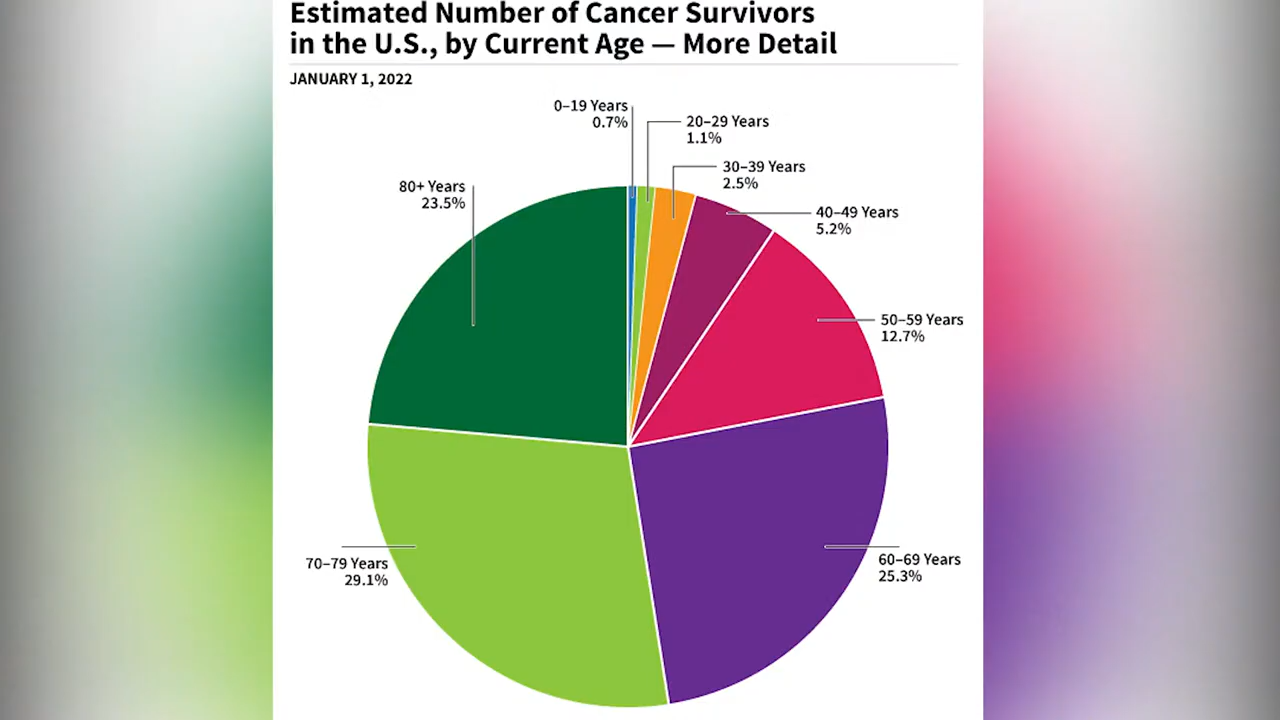 Estimated Number of Cancer Survivors
in the U.S., by Current Age — More Detail
JANUARY 1, 2022
0–19 Years
0.7%
20–29 Years
1.1%
30–39 Years
2.5%
40–49 Years
5.2%
50–59 Years
12.7%
60–69 Years
25.3%
70–79 Years
29.1%
80+ Years
23.5%